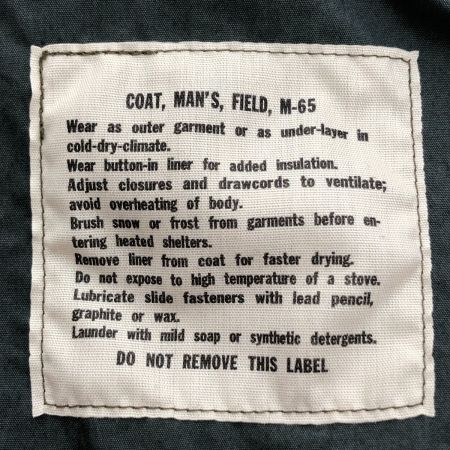 COAT, MAN'S, FIELD, M-65
Wear as outer garment or as under-layer in
cold-dry-climate.
Wear button-in liner for added insulation.
Adjust closures and drawcords to ventilate;
avoid overheating of body.
Brush snow or frost from garments before en-
tering heated shelters.
Remove liner from coat for faster drying.
Do not expose to high temperature of a stove.
Lubricate slide fasteners with lead pencil,
graphite or wax.
Launder with mild soap or synthetic detergents.
DO NOT REMOVE THIS LABEL